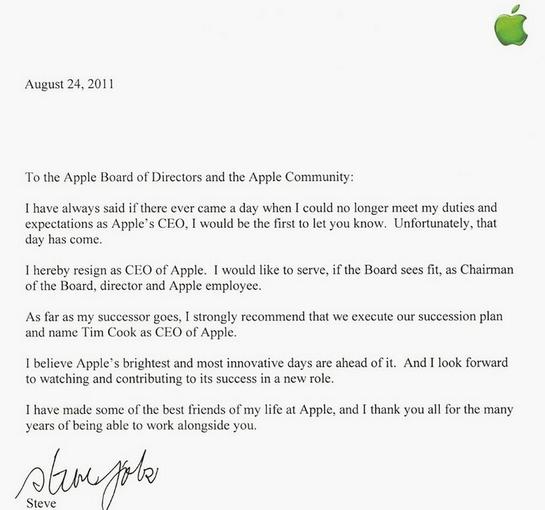 August 24, 2011
To the Apple Board of Directors and the Apple Community:
I have always said if there ever came a day when I could no longer meet my duties and
expectations as Apple's CEO, I would be the first to let you know.  Unfortunately, that
day has come.
I hereby resign as CEO of Apple.  I would like to serve, if the Board sees fit, as Chairman
of the Board, director and Apple employee.
As far as my successor goes, I strongly recommend that we execute our succession plan
and name Tim Cook as CEO of Apple.
I believe Apple's brightest and most innovative days are ahead of it.  And I look forward
to watching and contributing to its success in a new role.
I have made some of the best friends of my life at Apple, and I thank you all for the many
years of being able to work alongside you.
steve jobs
Steve